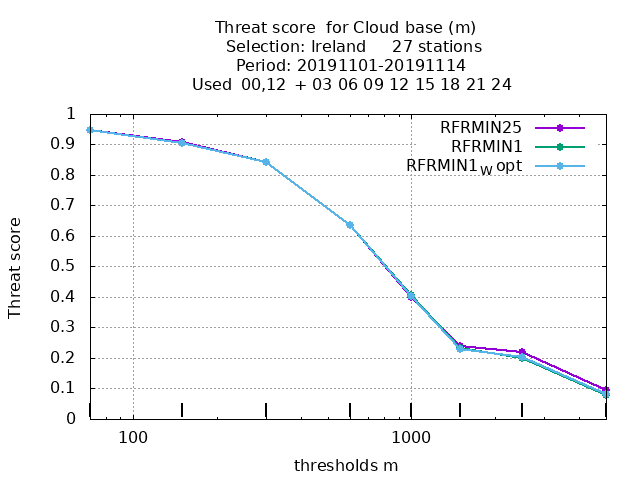 Threat score  for Cloud base (m)
Selection: Ireland     27 stations
Period: 20191101-20191114
Used 00,12 + 03 06 09 12 15 18 21 24
RFRMIN25
RFRMIN1
RFRMIN1W opt
1
0.9
0.8
0.7
0.6
0.5
0.4
0.3
0.2
0.1
0
Threat score
100 1000
thresholds m